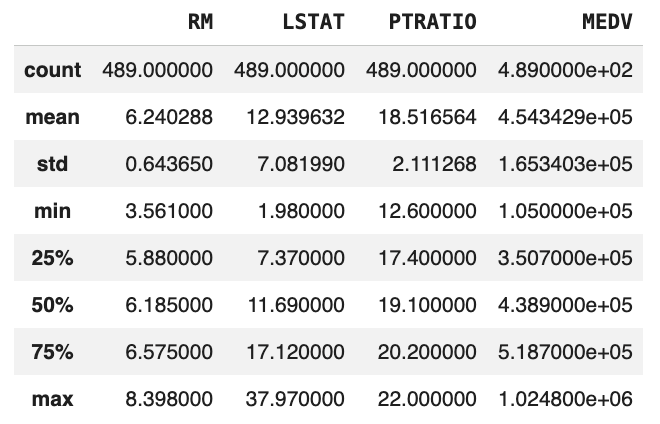 RM LSTAT PTRATIO MEDV
count 489.000000 489.000000 489.000000 4.890000e+02
mean 6.240288 12.939632 18.516564 4.543429e+05
std 0.643650 7.081990 2.111268 1.653403e+05
min 3.561000 1.980000 12.600000 1.050000e+05
25% 5.880000 7.370000 17.400000 3.507000e+05
50% 6.185000 11.690000 19.100000 4.389000e+05
75% 6.575000 17.120000 20.200000 5.187000e+05
max 8.398000 37.970000 22.000000 1.024800e+06